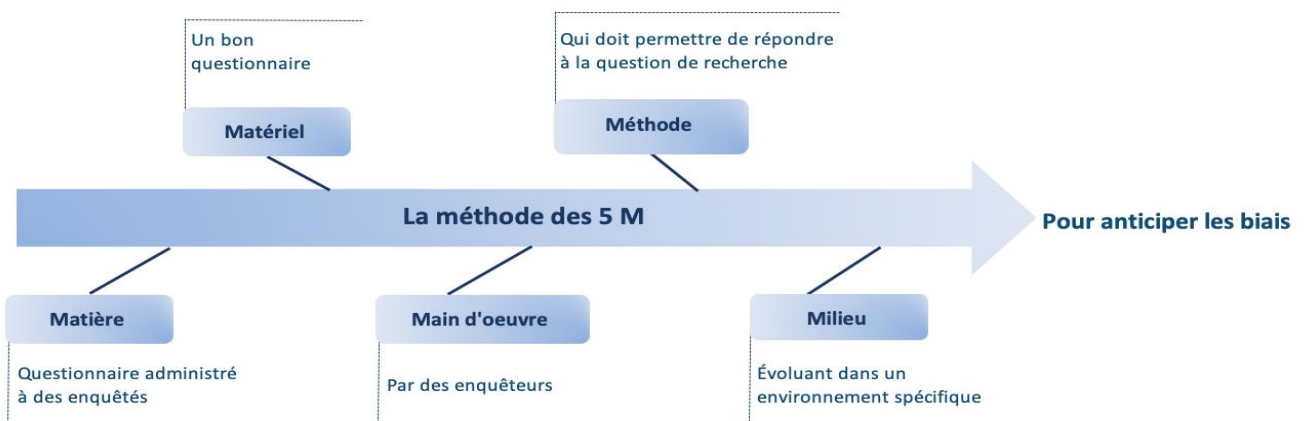 Un bon
questionnaire
Matériel
Qui doit permettre de répondre
à la question de recherche
Méthode
La méthode des 5 M
Pour anticiper les biais
Matière
Questionnaire administré
à des enquêtés
Main d'oeuvre
Par des enquêteurs
Milieu
Évoluant dans un
environnement spécifique